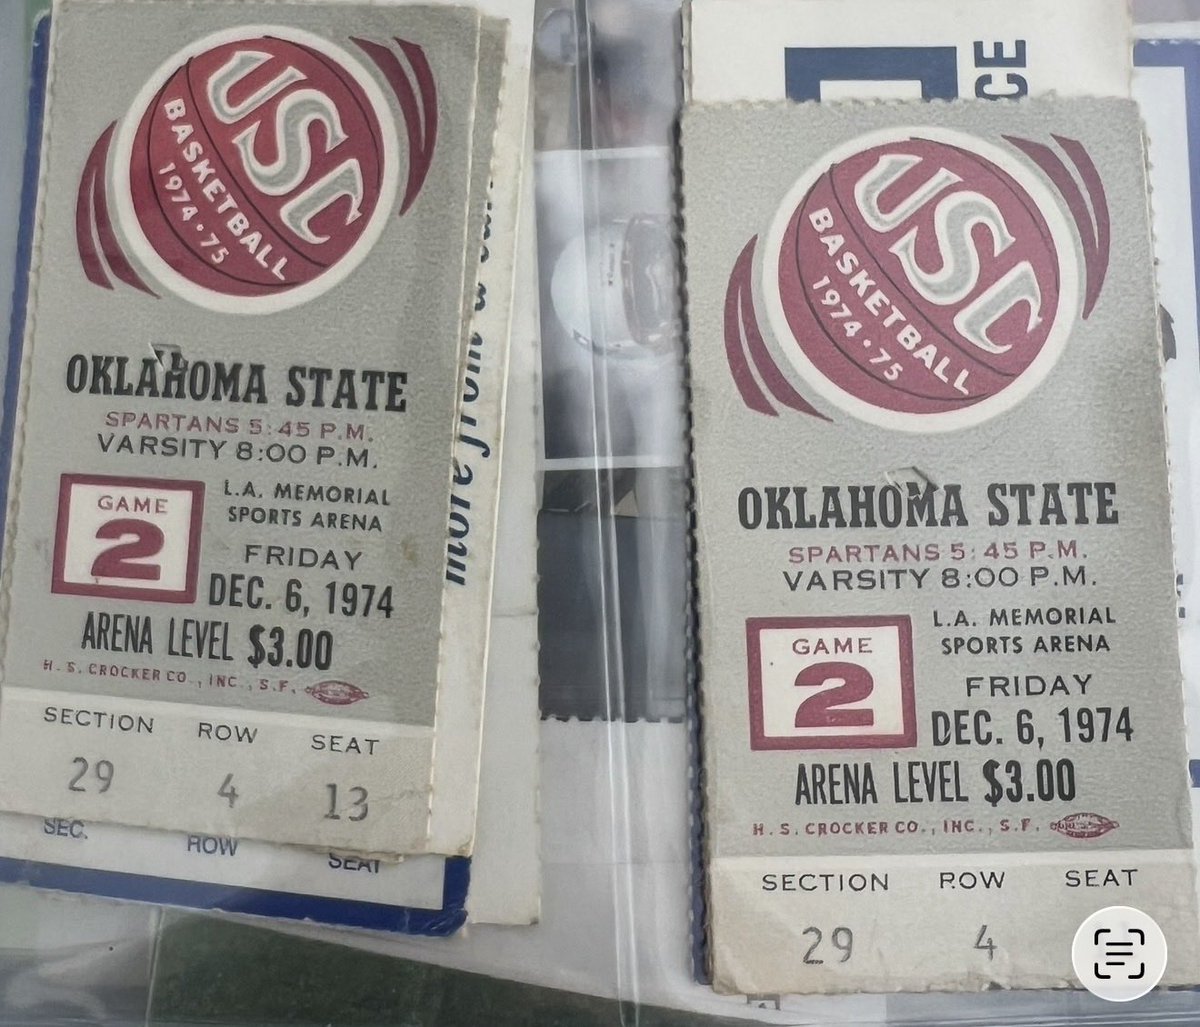 USC
BASKETBALL
1974·75
OKLAHOMA STATE
SPARTANS 5:45 P.M.
VARSITY 8:00 P.M.
GAME
2
L.A. MEMORIAL
SPORTS ARENA
FRIDAY
DEC. 6, 1974
ARENA LEVEL $3.00
H.S. CROCKER CO., INC., S.F.
SECTION ROW SEAT
29 4 13
SEC. ROW SEAT
more from a
CE
USC
BASKETBALL
1974·75
OKLAHOMA STATE
SPARTANS 5:45 P.M.
VARSITY 8:00 P.M.
GAME
2
L.A. MEMORIAL
SPORTS ARENA
FRIDAY
DEC. 6, 1974
ARENA LEVEL $3.00
H.S. CROCKER CO., INC., S.F.
SECTION ROW SEAT
29 4